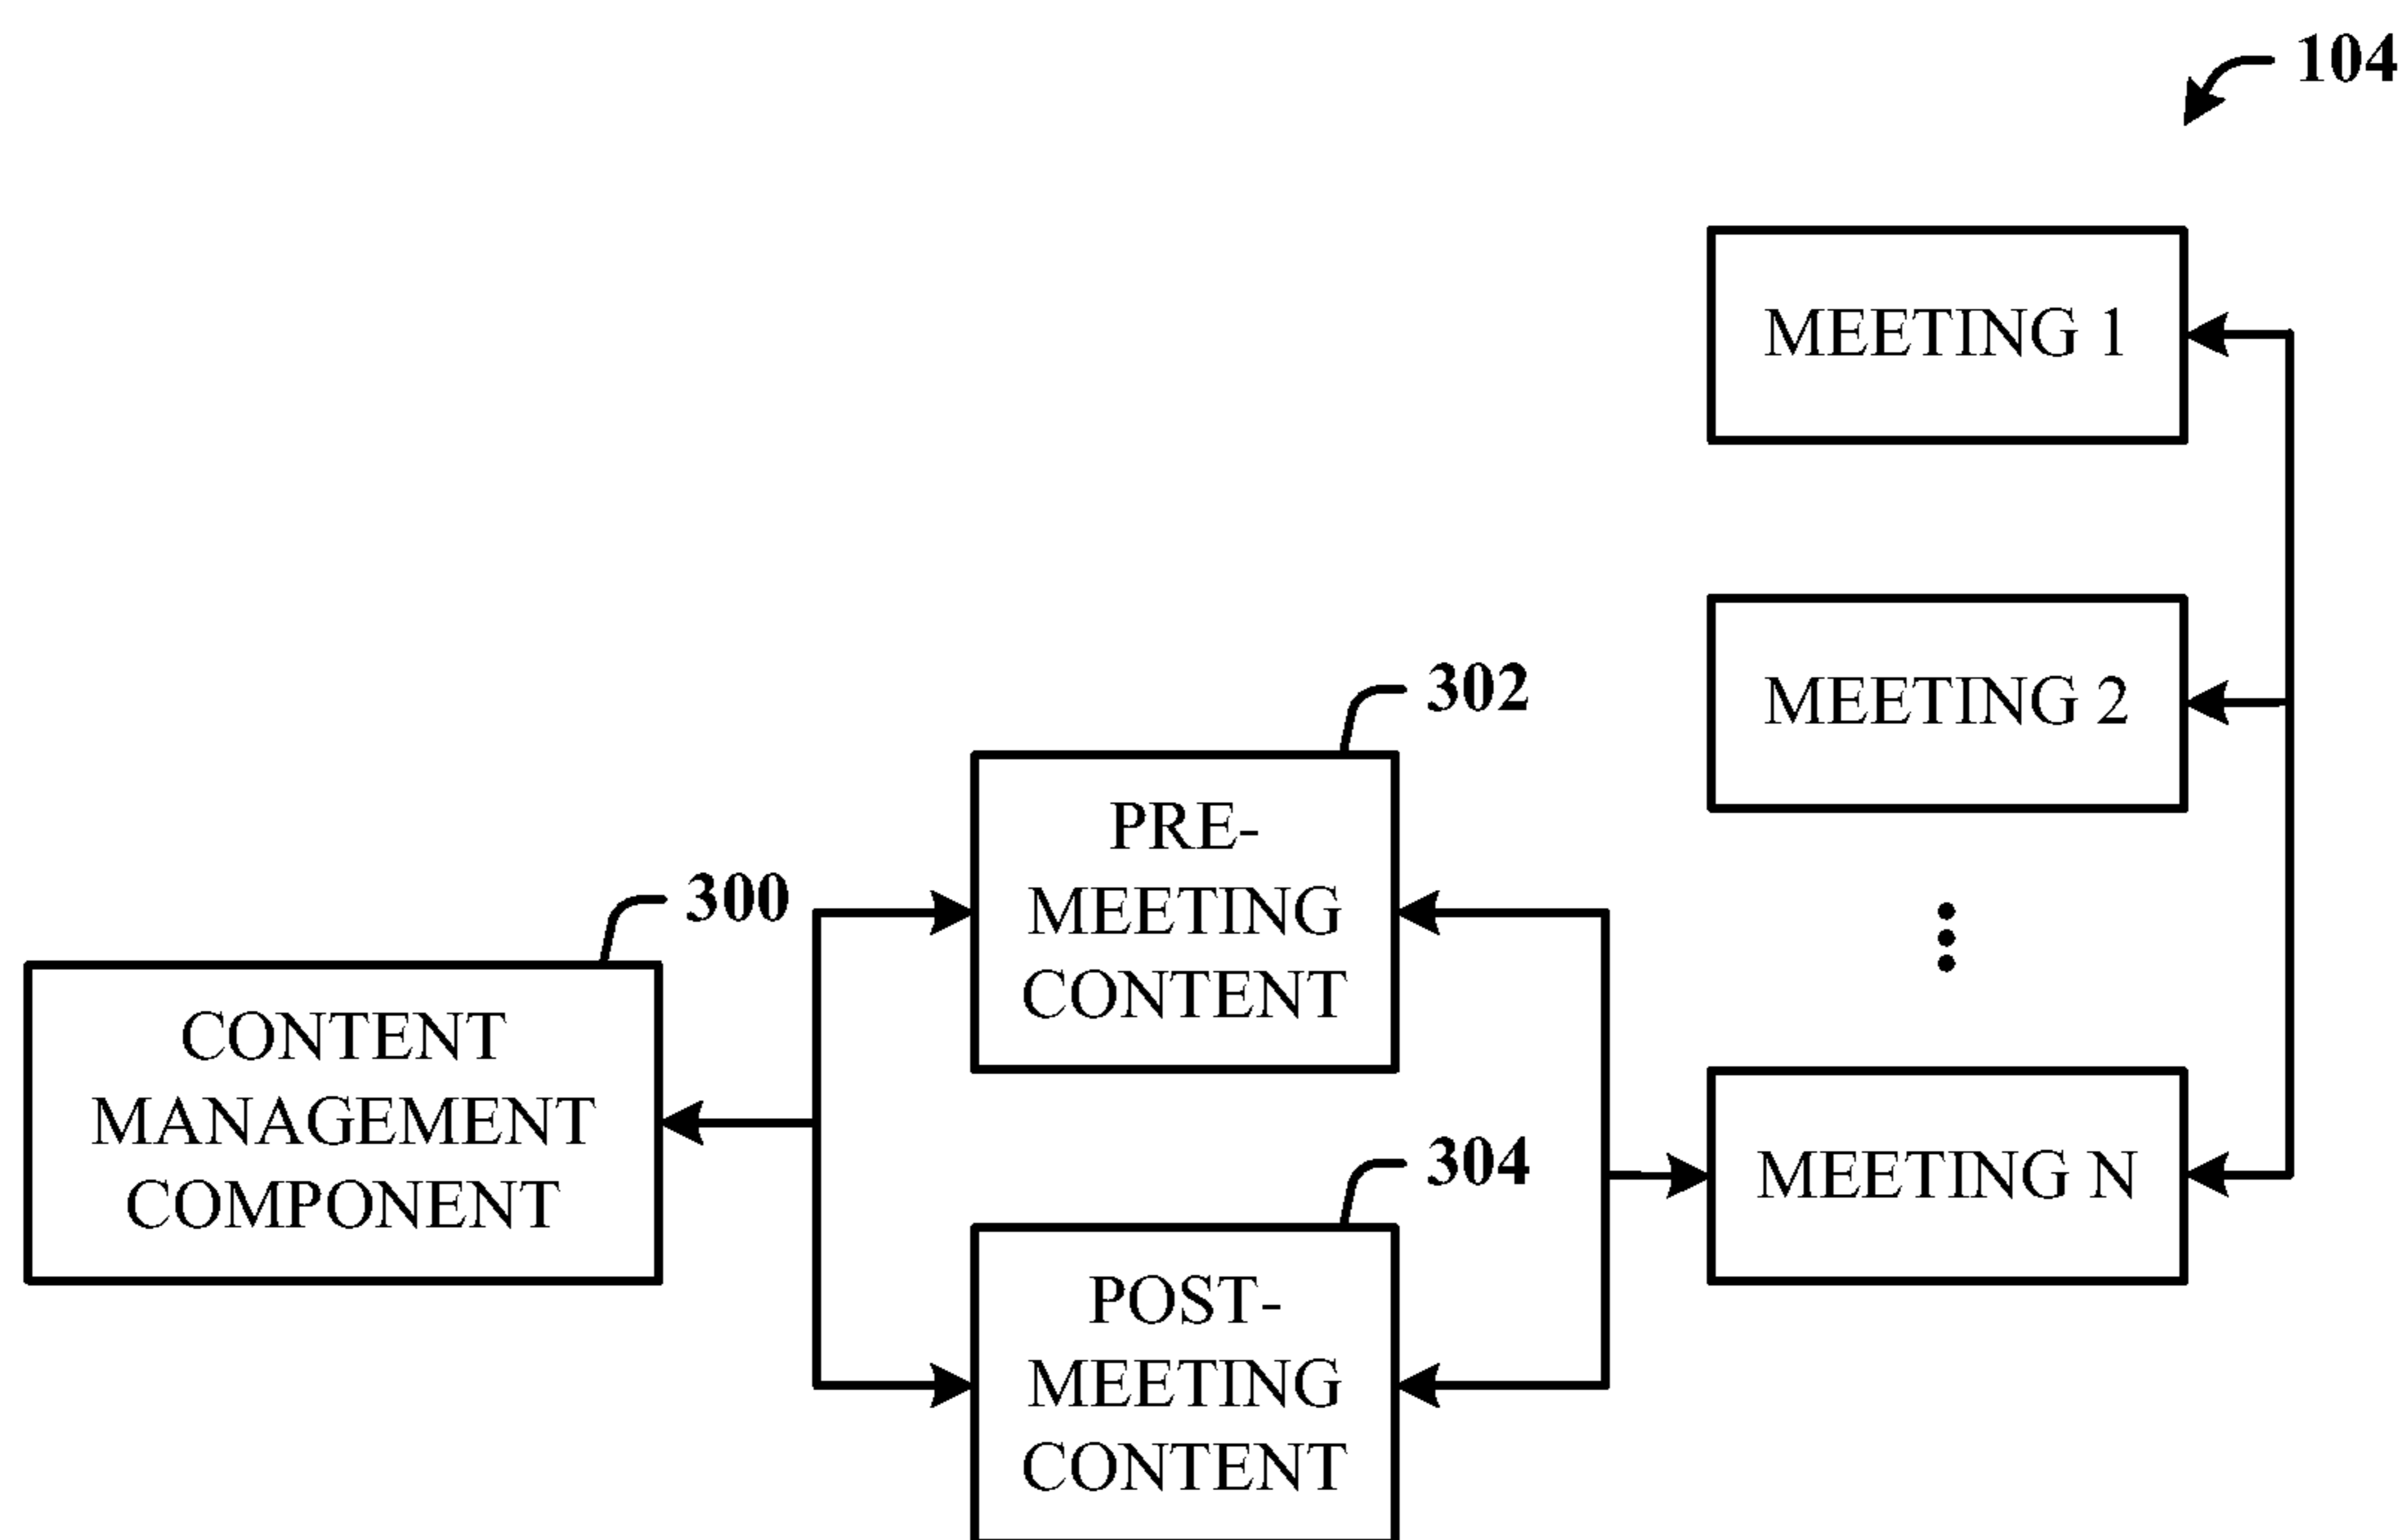 104
MEETING 1
MEETING 2
302
PRE-
MEETING
CONTENT
300
CONTENT
MANAGEMENT
COMPONENT
304
MEETING N
POST-
MEETING
CONTENT